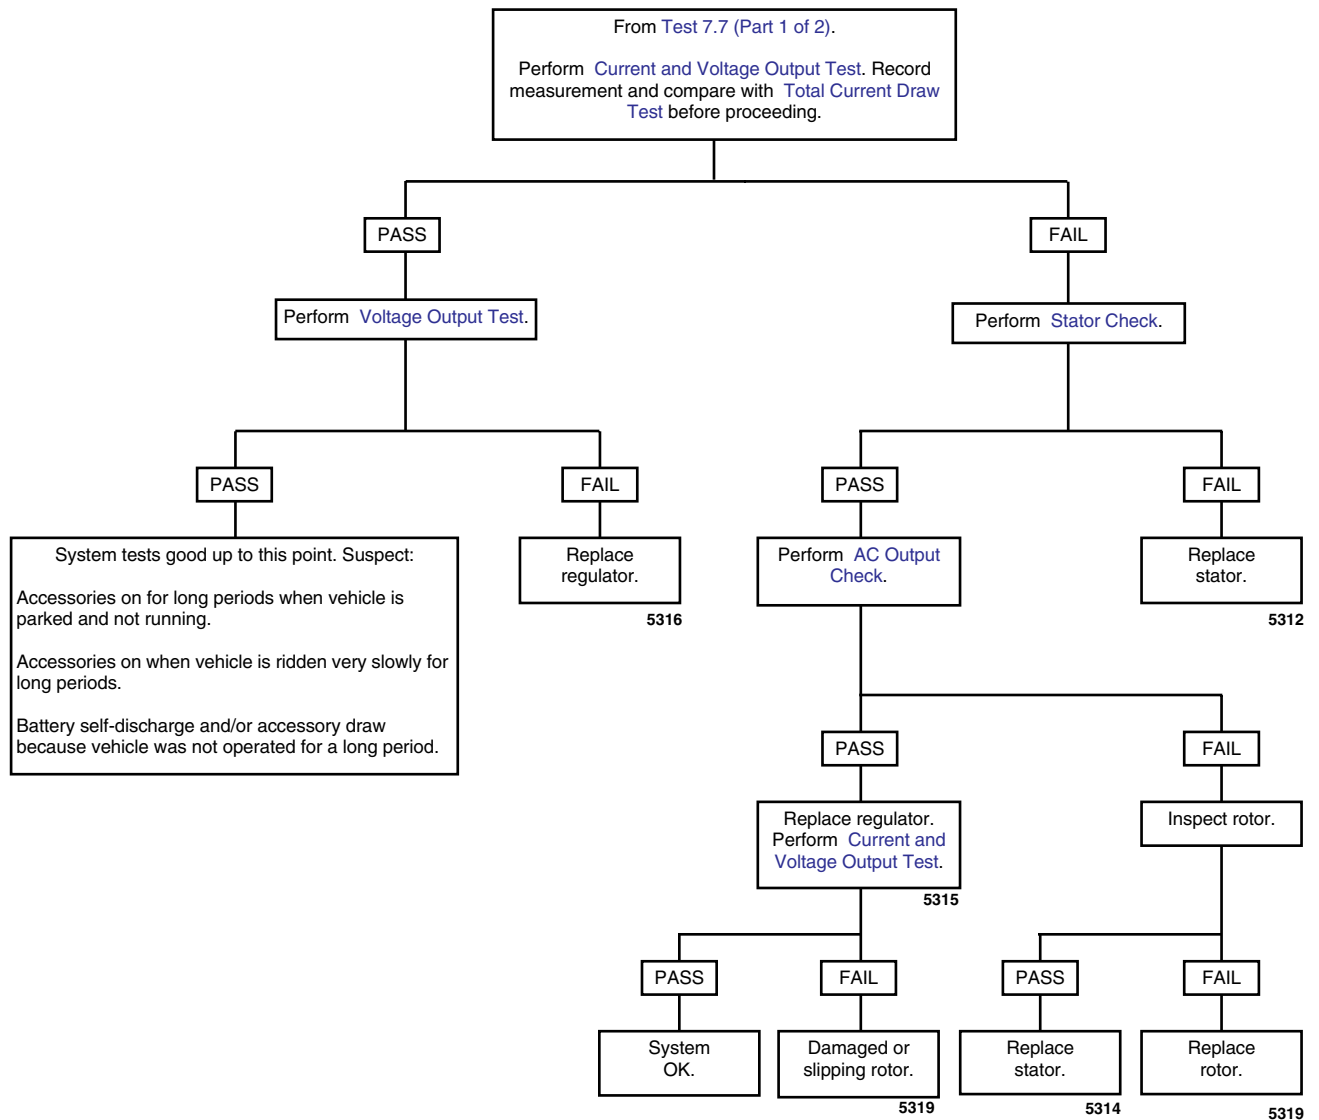 From Test 7.7 (Part 1 of 2).
Perform Current and Voltage Output Test. Record
measurement and compare with Total Current Draw
Test before proceeding.
PASS
FAIL
Perform Voltage Output Test.
Perform Stator Check.
PASS
FAIL
PASS
FAIL
System tests good up to this point. Suspect:
Accessories on for long periods when vehicle is
parked and not running.
Accessories on when vehicle is ridden very slowly for
long periods.
Battery self-discharge and/or accessory draw
because vehicle was not operated for a long period.
Replace
regulator.
5316
Perform AC Output
Check.
Replace
stator.
5312
PASS
FAIL
Replace regulator.
Perform Current and
Voltage Output Test.
5315
Inspect rotor.
PASS
FAIL
PASS
FAIL
System
OK.
Damaged or
slipping rotor.
5319
Replace
stator.
5314
Replace
rotor.
5319